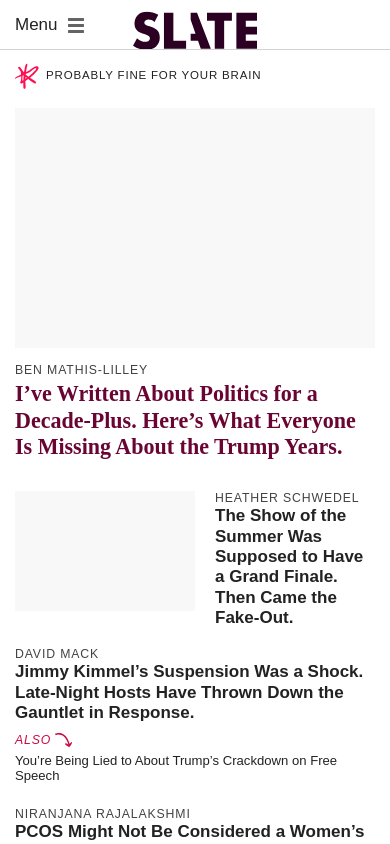 Menu
SLATE
PROBABLY FINE FOR YOUR BRAIN
BEN MATHIS-LILLEY
I’ve Written About Politics for a
Decade-Plus. Here’s What Everyone
Is Missing About the Trump Years.
HEATHER SCHWEDEL
The Show of the
Summer Was
Supposed to Have
a Grand Finale.
Then Came the
Fake-Out.
DAVID MACK
Jimmy Kimmel’s Suspension Was a Shock.
Late-Night Hosts Have Thrown Down the
Gauntlet in Response.
ALSO
You’re Being Lied to About Trump’s Crackdown on Free
Speech
NIRANJANA RAJALAKSHMI
PCOS Might Not Be Considered a Women’s